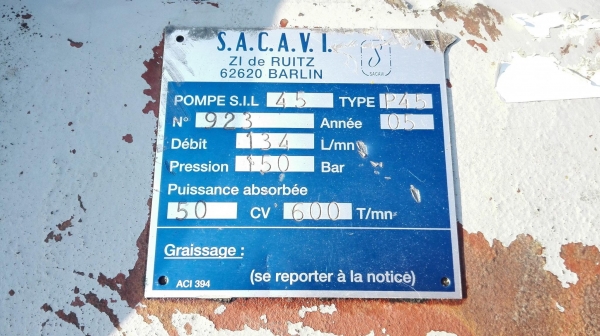 S.A.C.A.V.I.
ZI de RUITZ
62620 BARLIN
SACAVI
POMPE S.I.L 45 TYPE P45
N° 923 Année 05
Débit 134 L/mn
Pression 150 Bar
Puissance absorbée
50 CV 600 T/mn
Graissage :
(se reporter à la notice)
ACI 394